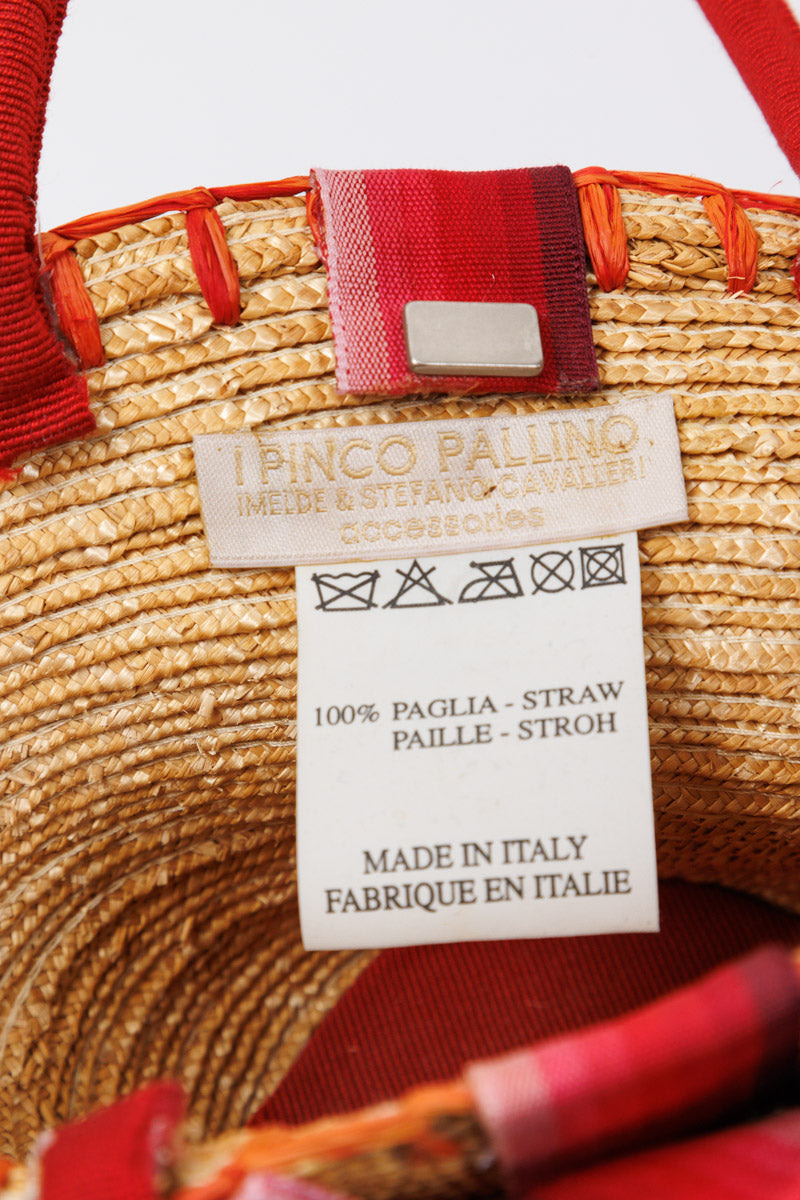 I PINCO PALLINO
IMELDE & STEFANO CAVALLERI
accessories
100% PAGLIA - STRAW
PAILLE - STROH
MADE IN ITALY
FABRIQUE EN ITALIE